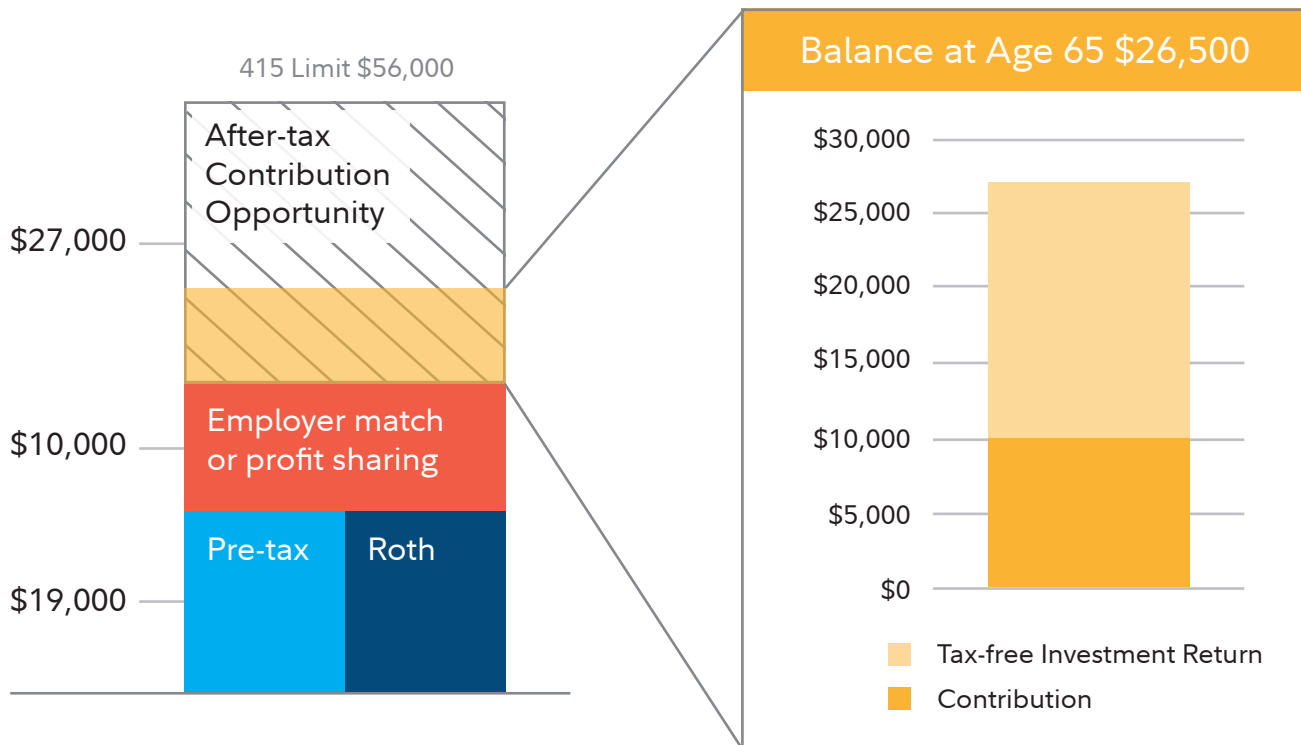 415 Limit $56,000
After-tax
Contribution
Opportunity
$27,000
Employer match
or profit sharing
$10,000
Pre-tax
Roth
$19,000
Balance at Age 65 $26,500
$30,000
$25,000
$20,000
$15,000
$10,000
$5,000
$0
Tax-free Investment Return
Contribution